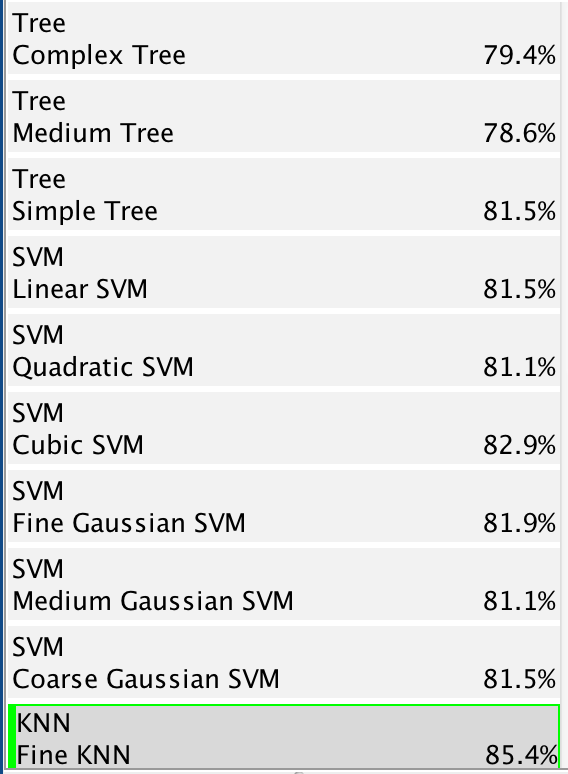 Tree
Complex Tree 79.4%
Tree
Medium Tree 78.6%
Tree
Simple Tree 81.5%
SVM
Linear SVM 81.5%
SVM
Quadratic SVM 81.1%
SVM
Cubic SVM 82.9%
SVM
Fine Gaussian SVM 81.9%
SVM
Medium Gaussian SVM 81.1%
SVM
Coarse Gaussian SVM 81.5%
KNN
Fine KNN 85.4%